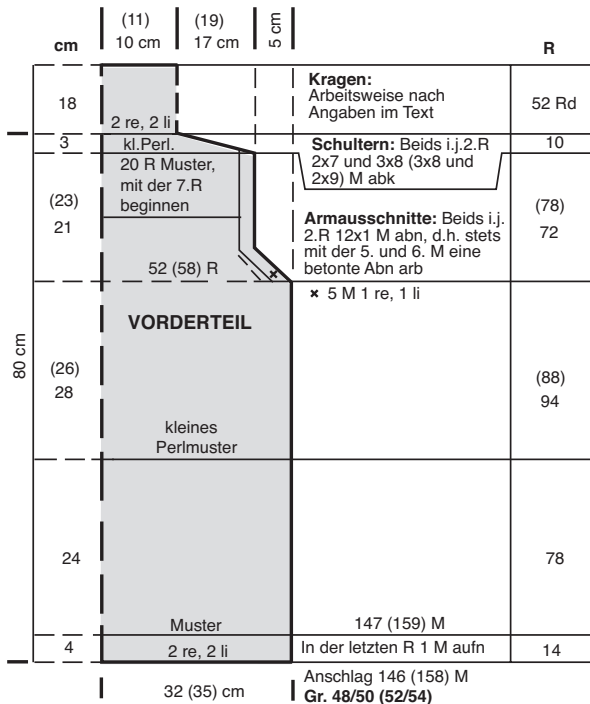 (11)
10 cm
(19)
17 cm
5 cm
cm
R
18
2 re, 2 li
Kragen:
Arbeitsweise nach
Angaben im Text
52 Rd
3
kl.Perl.
Schultern: Beids i.j.2.R
2x7 und 3x8 (3x8 und
2x9) M abk
10
20 R Muster,
mit der 7.R
beginnen
(23)
21
52 (58) R
Armausschnitte: Beids i.j.
2.R 12x1 M abn, d.h. stets
mit der 5. und 6. M eine
betonte Abn arb
(78)
72
× 5 M 1 re, 1 li
VORDERTEIL
80 cm
(26)
28
(88)
94
kleines
Perlmuster
24
78
Muster
147 (159) M
4
2 re, 2 li
In der letzten R 1 M aufn
14
32 (35) cm
Anschlag 146 (158) M
Gr. 48/50 (52/54)